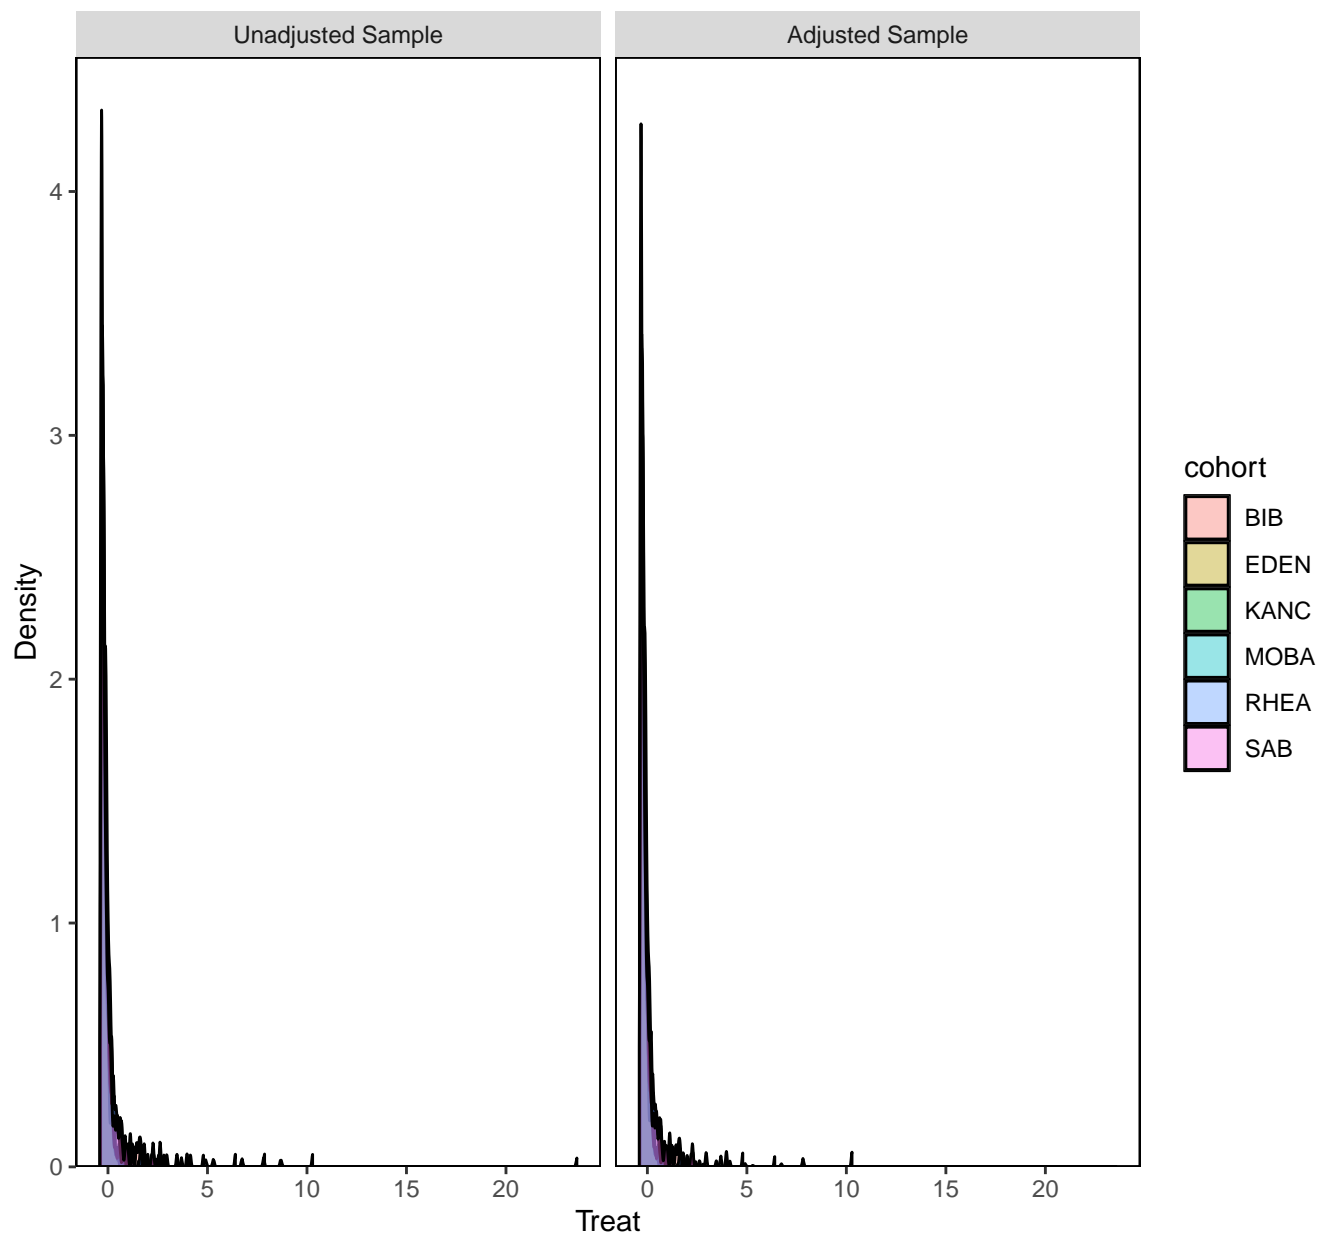 Unadjusted Sample
Adjusted Sample
4
3
2
1
0
Density
0 5 10 15 20
0 5 10 15 20
Treat
cohort
BIB
EDEN
KANC
MOBA
RHEA
SAB